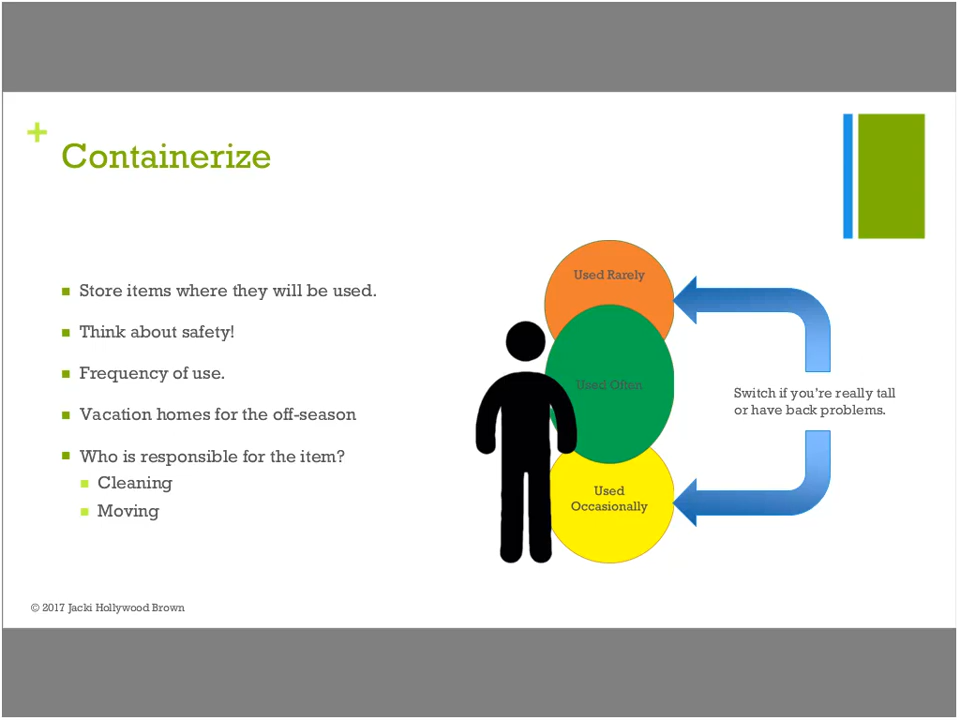 +
Containerize
Store items where they will be used.
Think about safety!
Frequency of use.
Vacation homes for the off-season
Who is responsible for the item?
Cleaning
Moving
Used Rarely
Used Often
Used
Occasionally
Switch if you're really tall
or have back problems.
© 2017 Jacki Hollywood Brown